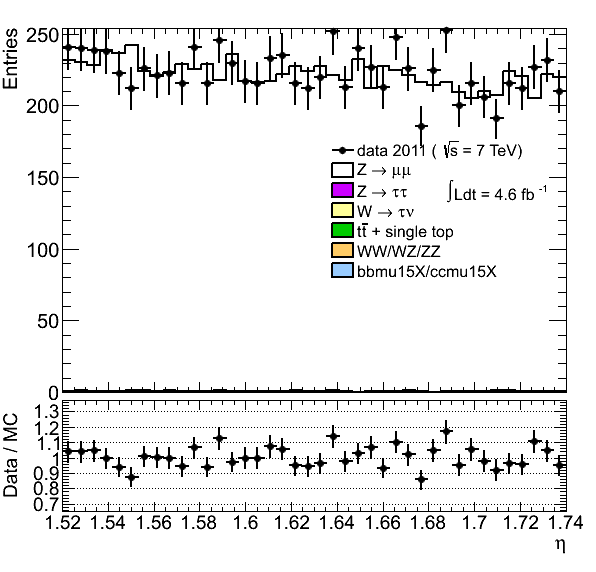 Entries
250
200
150
100
50
0
data 2011 ( √s = 7 TeV)
Z → μμ
Z → ττ
∫Ldt = 4.6 fb⁻¹
W → τν
tt̄ + single top
WW/WZ/ZZ
bbmu15X/ccmu15X
Data / MC
1.3
1.2
1.1
1
0.9
0.8
0.7
1.52 1.54 1.56 1.58 1.6 1.62 1.64 1.66 1.68 1.7 1.72 1.74
η